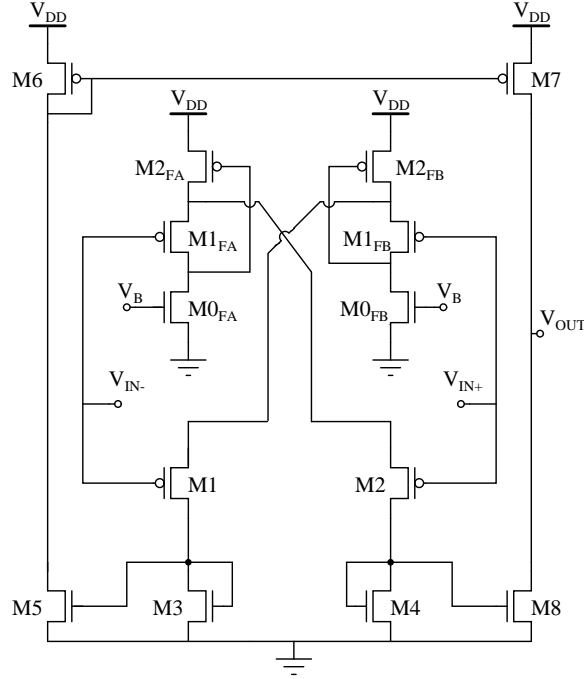 VDD VDD
M6 M7
VDD VDD
M2FA M2FB
M1FA M1FB
VB M0FA M0FB VB
VOUT
VIN- VIN+
M1 M2
M5 M3 M4 M8